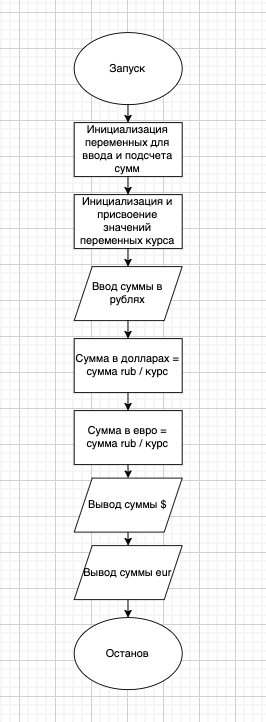 Запуск
Инициализация
переменных для
ввода и подсчета
сумм
Инициализация и
присвоение
значений
переменных курса
Ввод суммы в
рублях
Сумма в долларах =
сумма rub / курс
Сумма в евро =
сумма rub / курс
Вывод суммы $
Вывод суммы eur
Останов